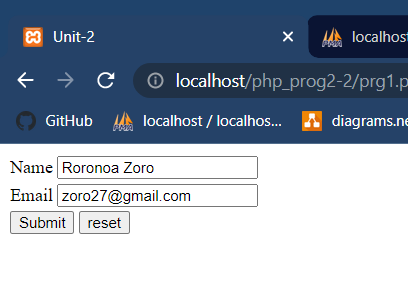 Unit-2
localhos
localhost/php_prog2-2/prg1.p
GitHub
localhost / localhos...
diagrams.ne
Name Roronoa Zoro
Email zoro27@gmail.com
Submit reset